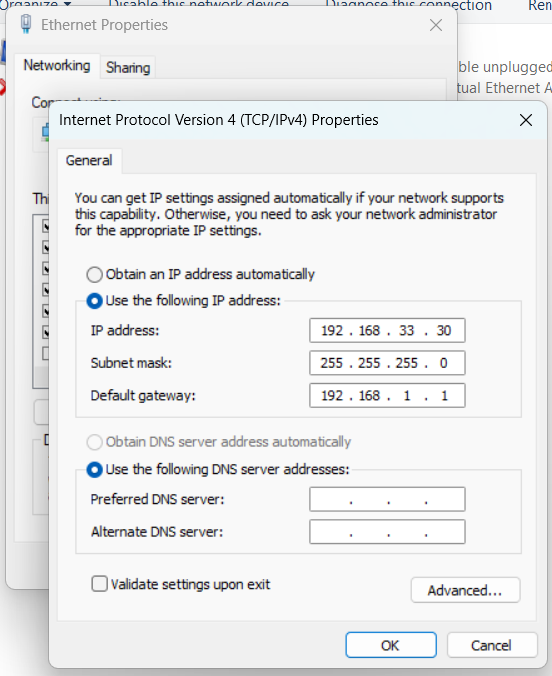 Organize
Disable this network device
Diagnose this connection
Ethernet Properties
Networking
Sharing
Connect using:
ble unplugged
tual Ethernet A
Internet Protocol Version 4 (TCP/IPv4) Properties
General
You can get IP settings assigned automatically if your network supports
this capability. Otherwise, you need to ask your network administrator
for the appropriate IP settings.
Obtain an IP address automatically
Use the following IP address:
IP address:
192 . 168 . 33 . 30
Subnet mask:
255 . 255 . 255 . 0
Default gateway:
192 . 168 . 1 . 1
Obtain DNS server address automatically
Use the following DNS server addresses:
Preferred DNS server:
. . .
Alternate DNS server:
. . .
Validate settings upon exit
Advanced...
OK
Cancel